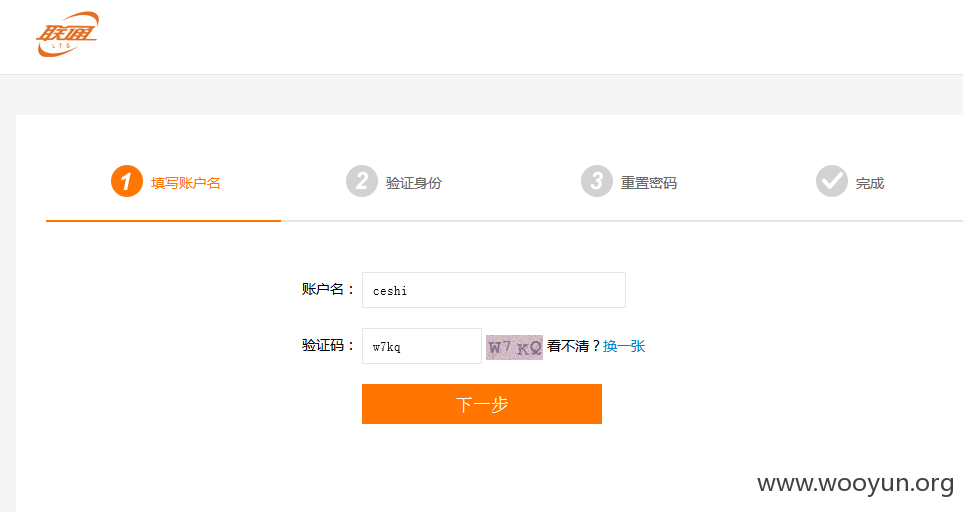 联通
LTG
1 填写账户名 2 验证身份 3 重置密码 完成
账户名： ceshi
验证码： w7kq W7KQ 看不清？换一张
下一步
www.wooyun.org